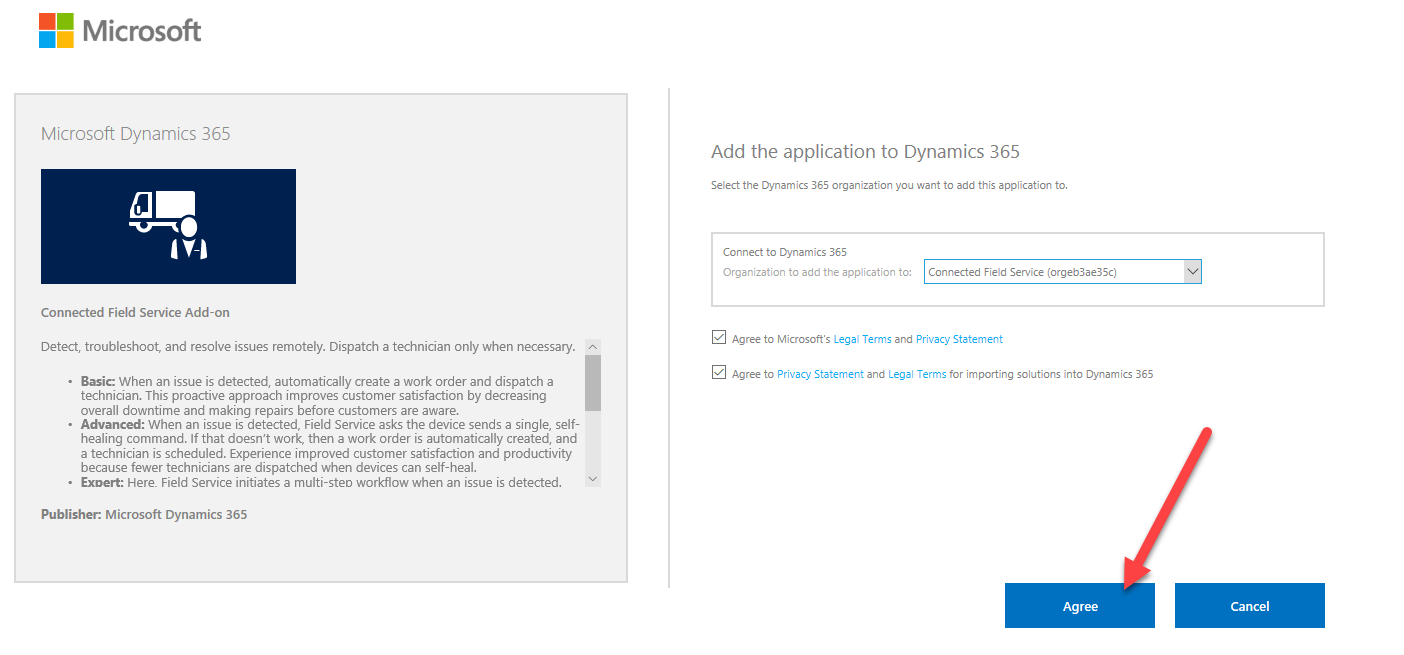 Microsoft
Microsoft Dynamics 365
Connected Field Service Add-on
Detect, troubleshoot, and resolve issues remotely. Dispatch a technician only when necessary.
• Basic: When an issue is detected, automatically create a work order and dispatch a
technician. This proactive approach improves customer satisfaction by decreasing
overall downtime and making repairs before customers are aware.
• Advanced: When an issue is detected, Field Service asks the device sends a single, self-
healing command. If that doesn't work, then a work order is automatically created, and
a technician is scheduled. Experience improved customer satisfaction and productivity
because fewer technicians are dispatched when devices can self-heal.
• Expert: Here, Field Service initiates a multi-step workflow when an issue is detected.
Publisher: Microsoft Dynamics 365
Add the application to Dynamics 365
Select the Dynamics 365 organization you want to add this application to.
Connect to Dynamics 365
Organization to add the application to: Connected Field Service (orgeb3ae35c)
Agree to Microsoft's Legal Terms and Privacy Statement
Agree to Privacy Statement and Legal Terms for importing solutions into Dynamics 365
Agree Cancel